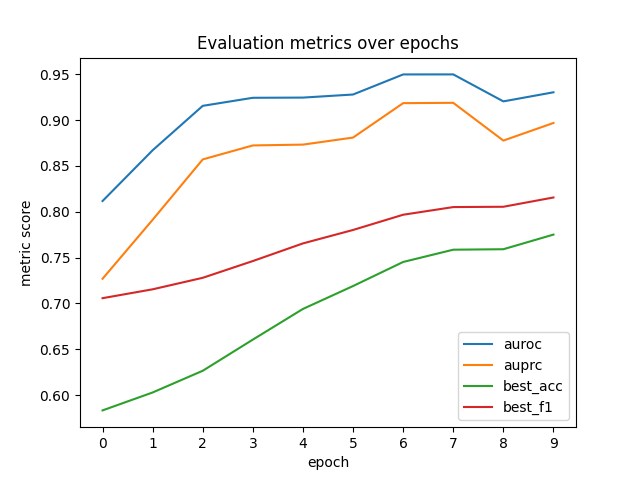 Evaluation metrics over epochs
metric score
0.95
0.90
0.85
0.80
0.75
0.70
0.65
0.60
auroc
auprc
best_acc
best_f1
0 1 2 3 4 5 6 7 8 9
epoch